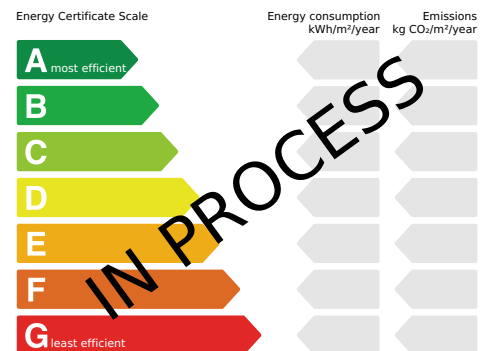 Energy Certificate Scale
Energy consumption
kWh/m²/year
Emissions
kg CO₂/m²/year
A most efficient
B
C
D
E
F
G least efficient
IN PROCESS